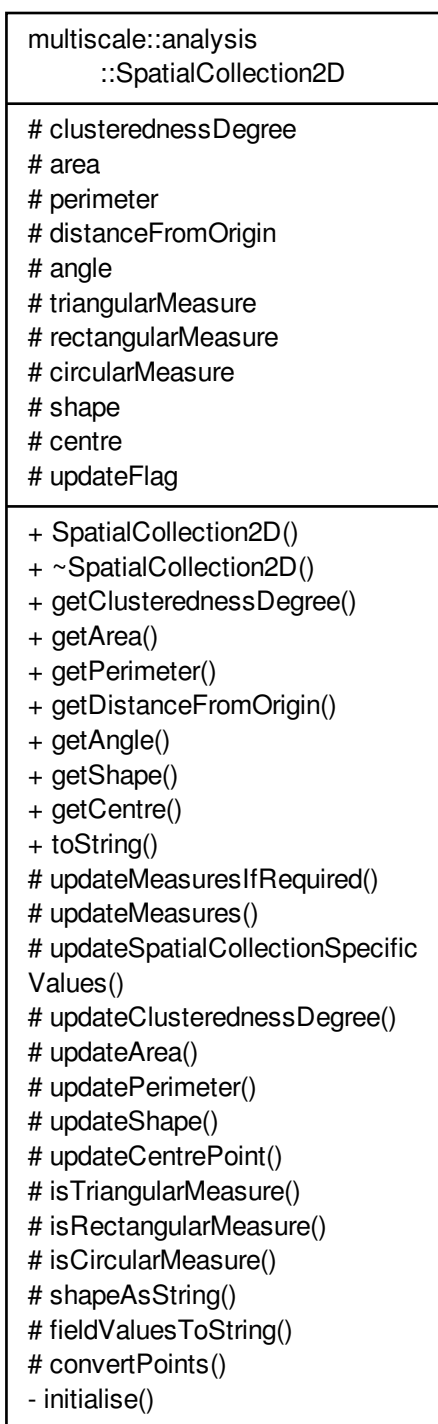 multiscale::analysis
::SpatialCollection2D
# clusterednessDegree
# area
# perimeter
# distanceFromOrigin
# angle
# triangularMeasure
# rectangularMeasure
# circularMeasure
# shape
# centre
# updateFlag
+ SpatialCollection2D()
+ ~SpatialCollection2D()
+ getClusterednessDegree()
+ getArea()
+ getPerimeter()
+ getDistanceFromOrigin()
+ getAngle()
+ getShape()
+ getCentre()
+ toString()
# updateMeasuresIfRequired()
# updateMeasures()
# updateSpatialCollectionSpecific
Values()
# updateClusterednessDegree()
# updateArea()
# updatePerimeter()
# updateShape()
# updateCentrePoint()
# isTriangularMeasure()
# isRectangularMeasure()
# isCircularMeasure()
# shapeAsString()
# fieldValuesToString()
# convertPoints()
- initialise()